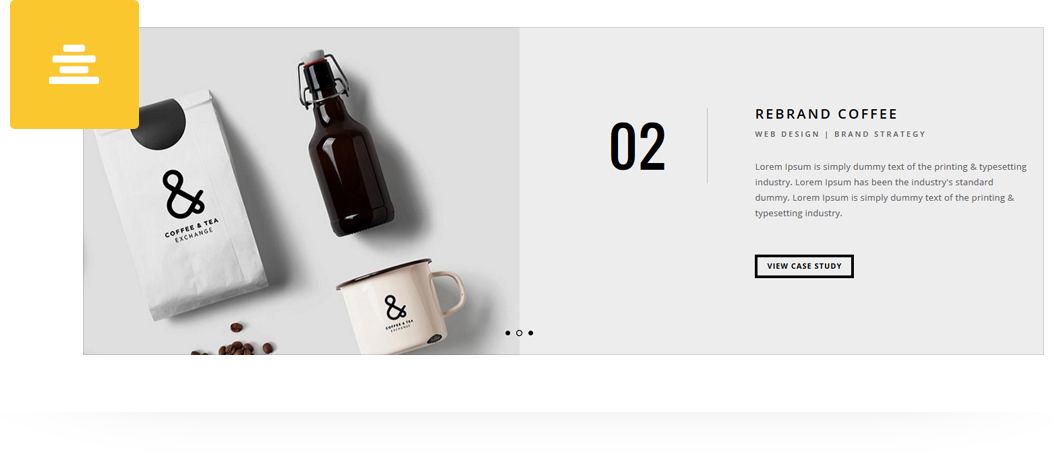 &
COFFEE & TEA
EXCHANGE
&
COFFEE & TEA
EXCHANGE
02
REBRAND COFFEE
WEB DESIGN | BRAND STRATEGY
Lorem Ipsum is simply dummy text of the printing & typesetting
industry. Lorem Ipsum has been the industry's standard
dummy. Lorem Ipsum is simply dummy text of the printing &
typesetting industry.
VIEW CASE STUDY